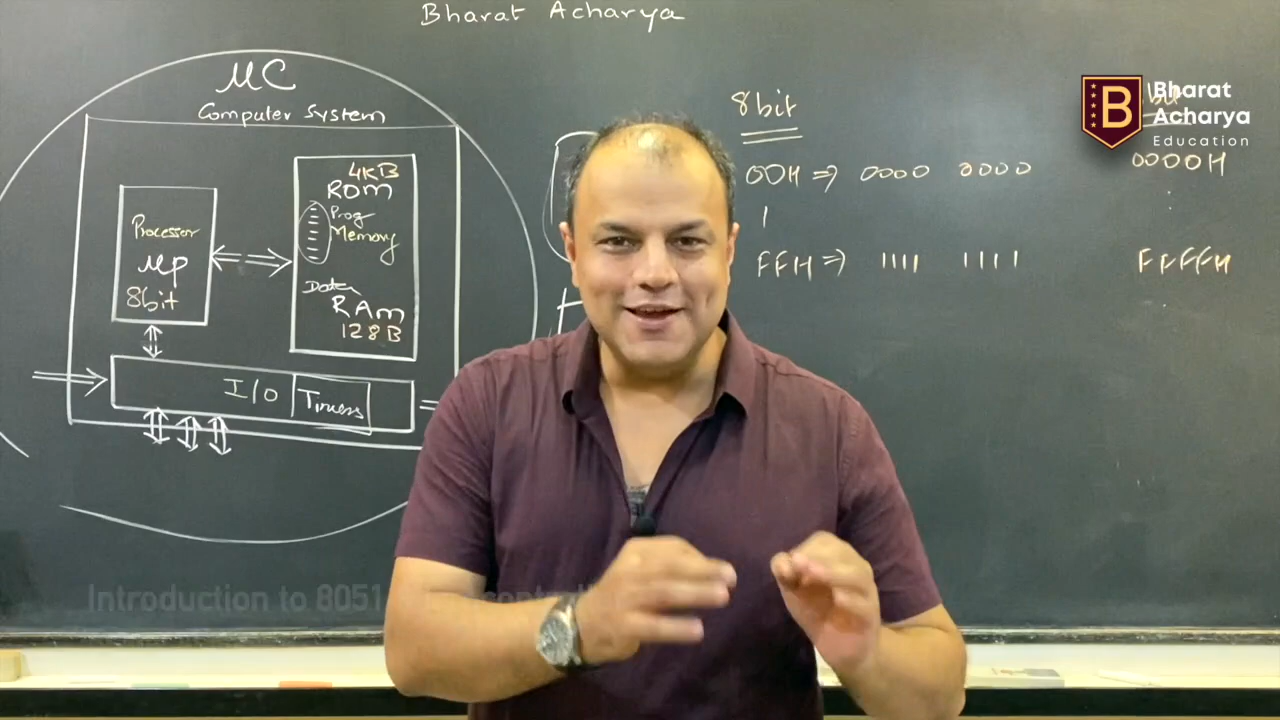 Bharat Acharya
μC
Computer System
4KB
ROM
Prog
Memory
Data
RAM
128B
Processor
μp
8bit
I/O
Timers
8bit
00H ⇒ 0000 0000
FFH ⇒ 1111 1111
0000H
FFFFH
B
Bharat
Acharya
Education
Introduction to 8051